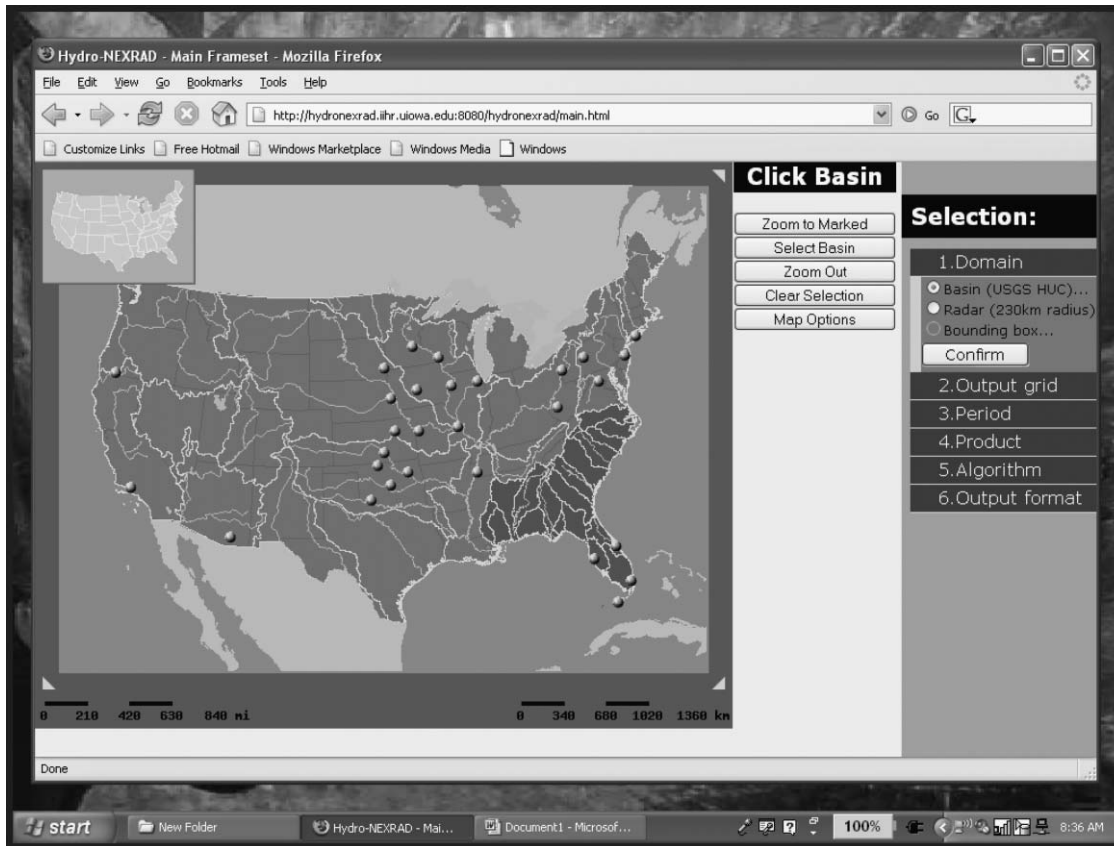 Hydro-NEXRAD - Main Frameset - Mozilla Firefox
File Edit View Go Bookmarks Tools Help
http://hydronexrad.iihr.uiowa.edu:8080/hydronexrad/main.html
Go
G
Customize Links Free Hotmail Windows Marketplace Windows Media Windows
Click Basin
Zoom to Marked
Select Basin
Zoom Out
Clear Selection
Map Options
Selection:
1.Domain
Basin (USGS HUC)...
Radar (230km radius)
Bounding box...
Confirm
2.Output grid
3.Period
4.Product
5.Algorithm
6.Output format
0 210 420 630 840 mi
0 340 680 1020 1360 km
Done
start New Folder Hydro-NEXRAD - Mai... Document1 - Microsof... 100% 8:36 AM